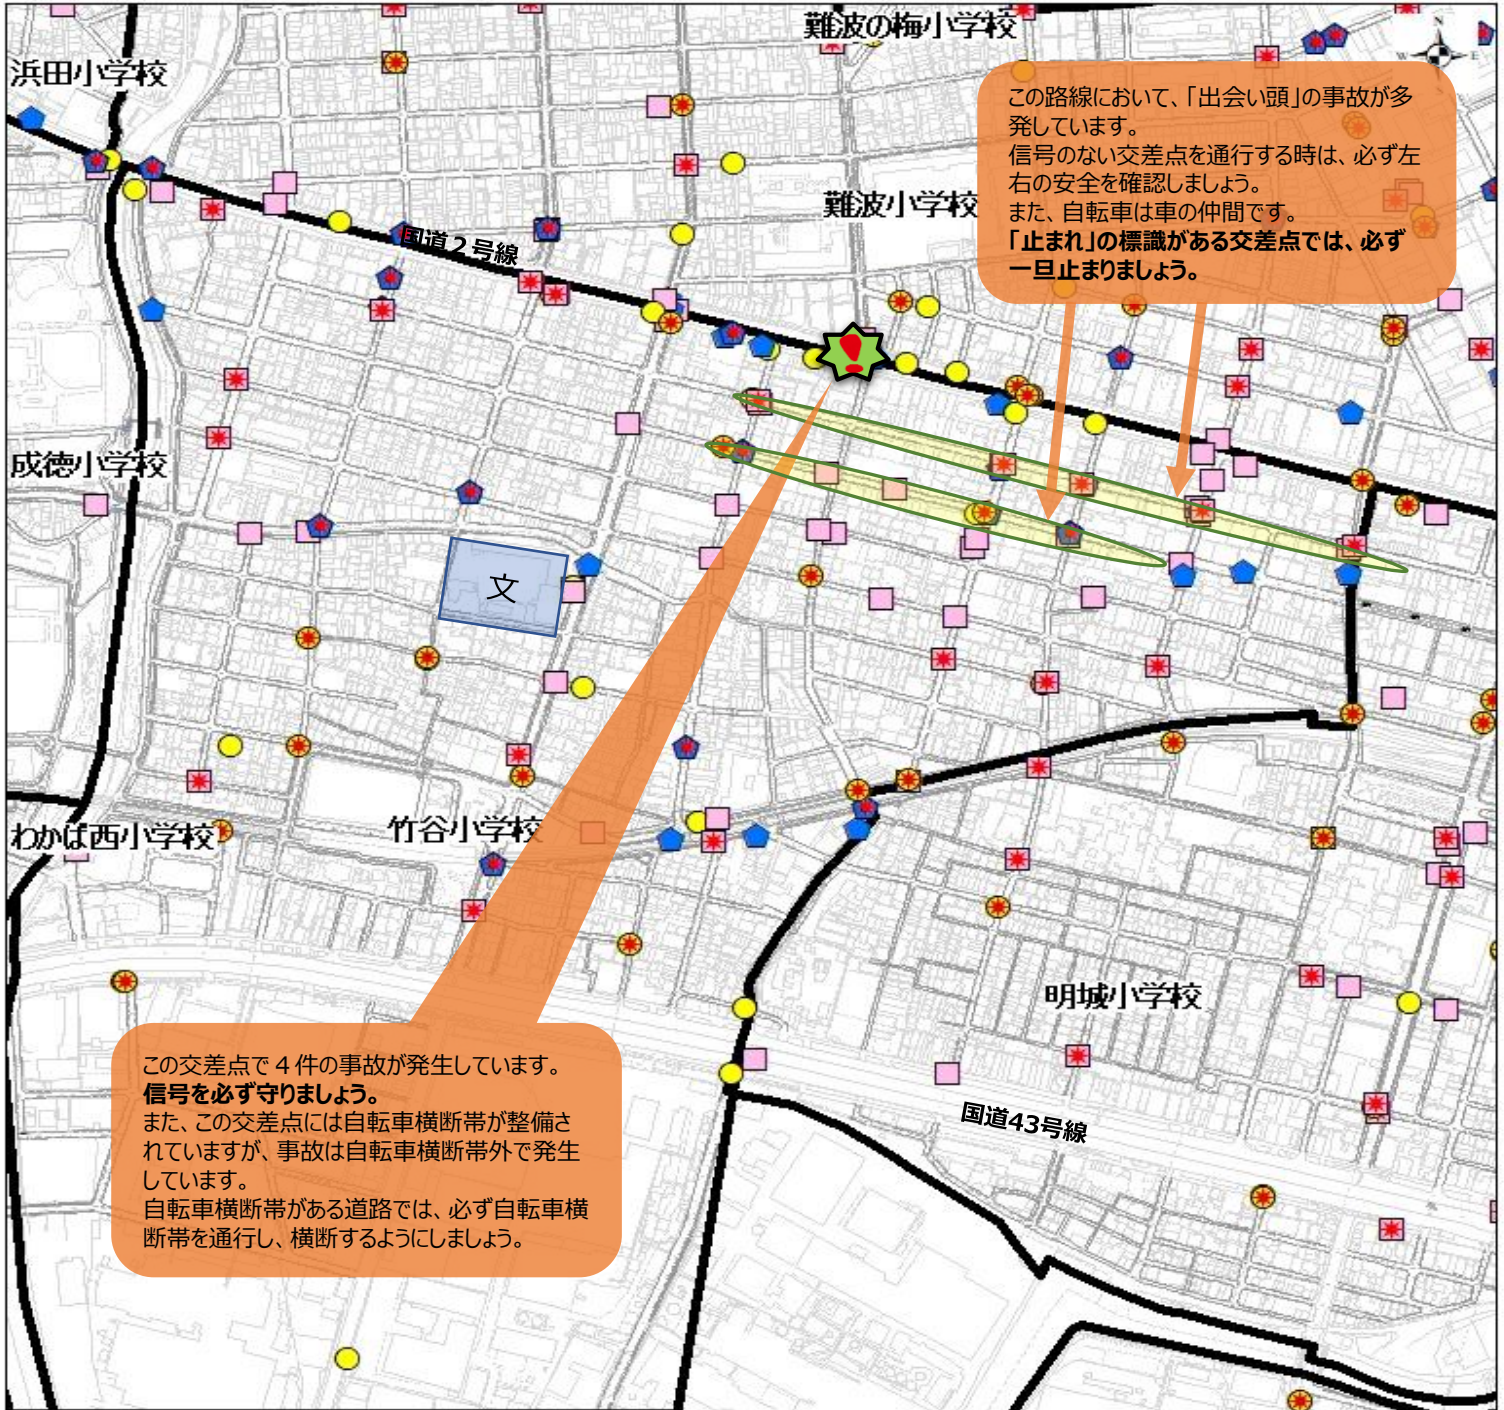 難波の梅小学校
N
W
E
S
浜田小学校
この路線において、「出会い頭」の事故が多
発しています。
信号のない交差点を通行する時は、必ず左
右の安全を確認しましょう。
また、自転車は車の仲間です。
「止まれ」の標識がある交差点では、必ず
一旦止まりましょう。
難波小学校
国道2号線
成徳小学校
文
わかば西小学校
竹谷小学校
明城小学校
この交差点で4件の事故が発生しています。
信号を必ず守りましょう。
また、この交差点には自転車横断帯が整備さ
れていますが、事故は自転車横断帯外で発生
しています。
自転車横断帯がある道路では、必ず自転車横
断帯を通行し、横断するようにしましょう。
国道43号線